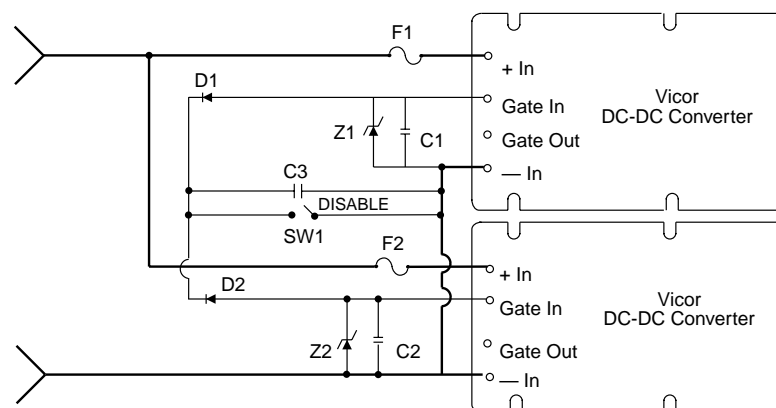 F1
+ In
D1
Gate In
Vicor
DC-DC Converter
Z1
C1
Gate Out
— In
C3
DISABLE
SW1
F2
+ In
D2
Gate In
Vicor
DC-DC Converter
Z2
C2
Gate Out
— In